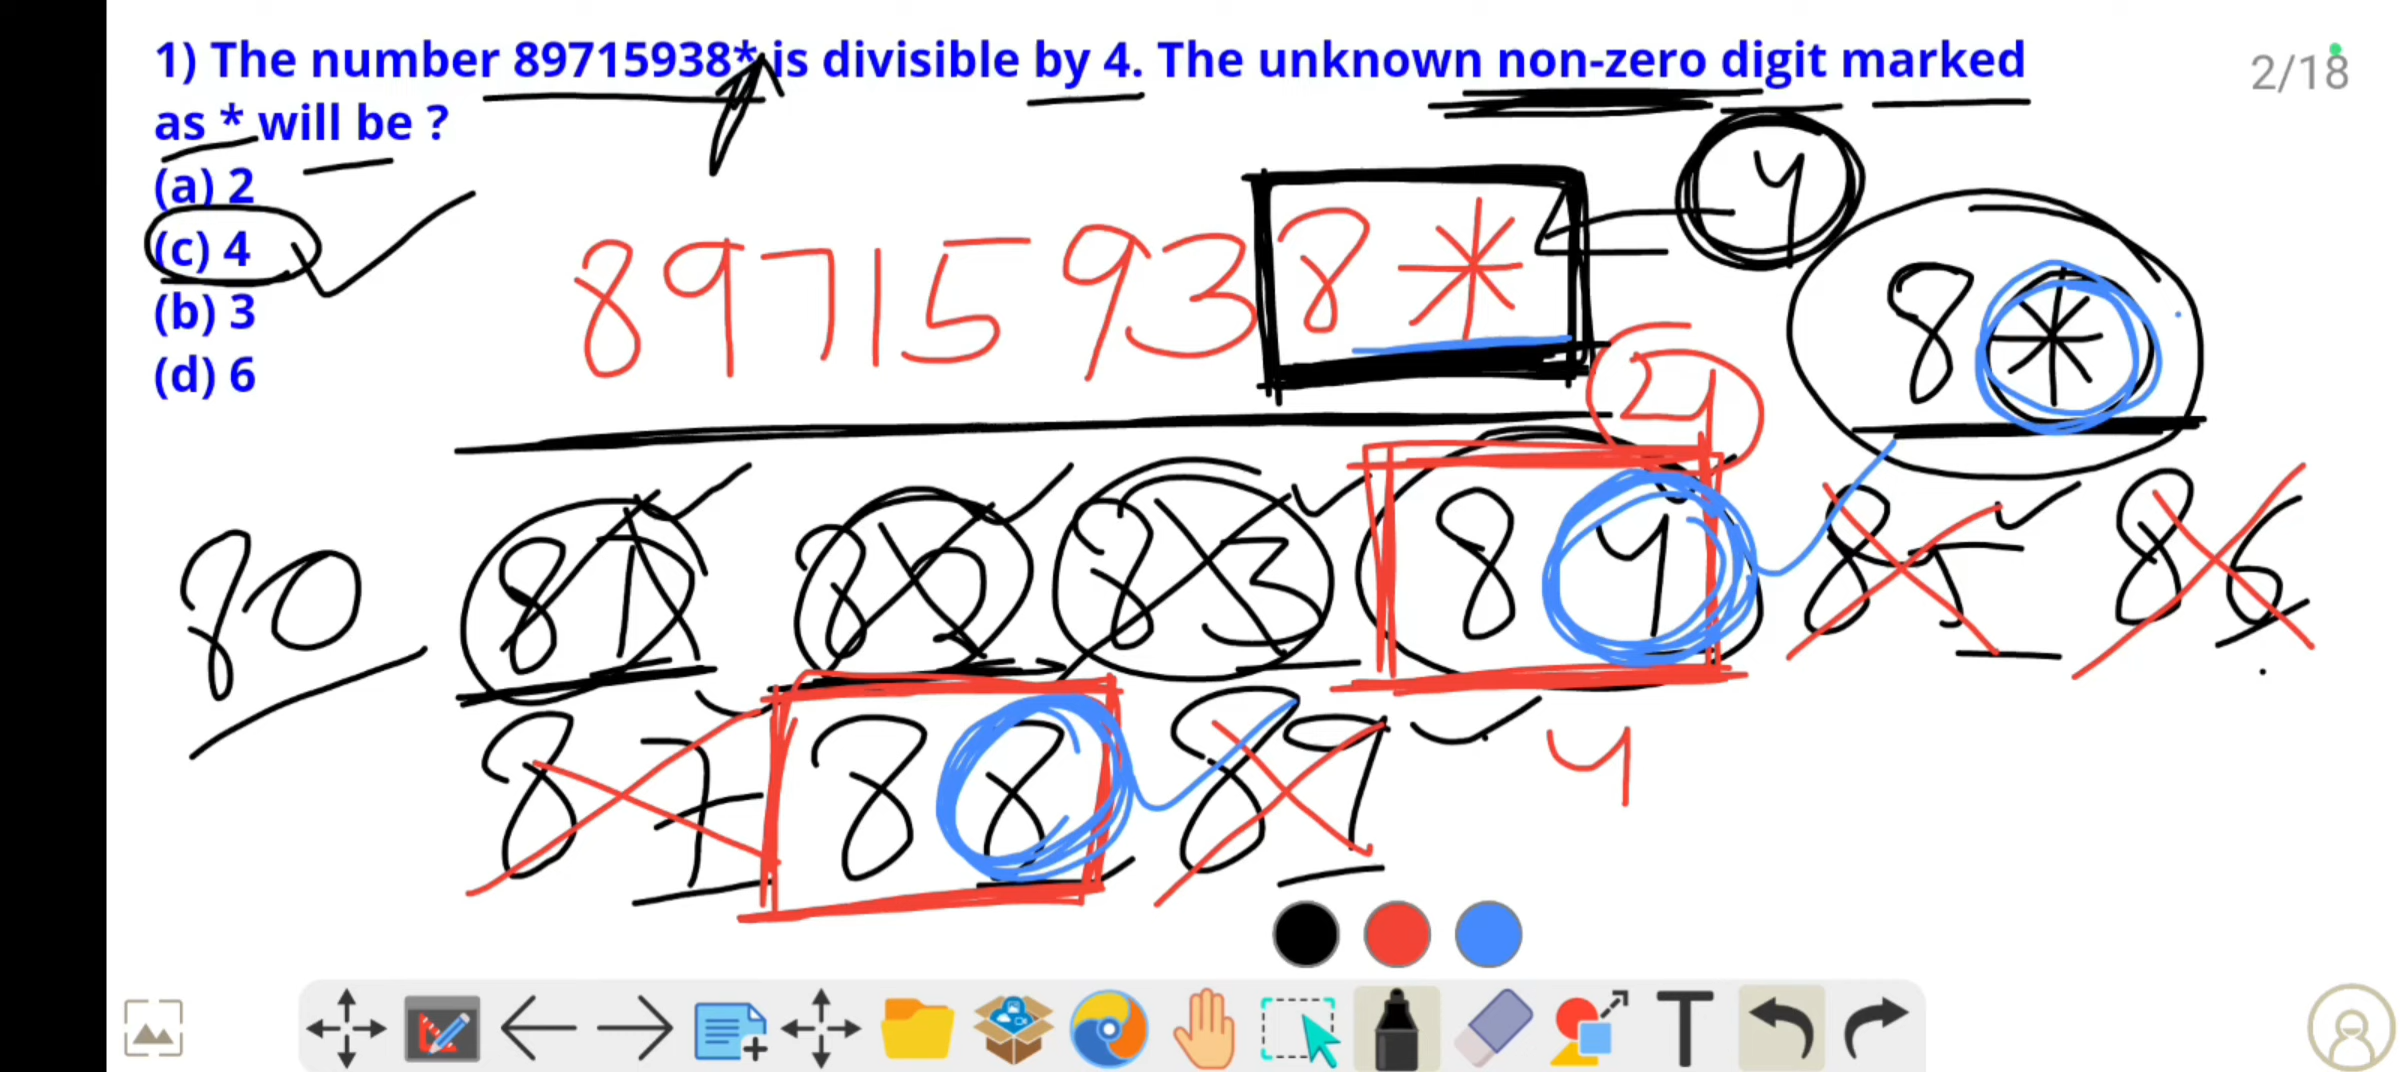 1) The number 89715938* is divisible by 4. The unknown non-zero digit marked
2/18
as * will be ?
(a) 2
4
(c) 4
89715938*
8*
(b) 3
(d) 6
24
80 81 82 83 84 85 86
87 88 89
4
T